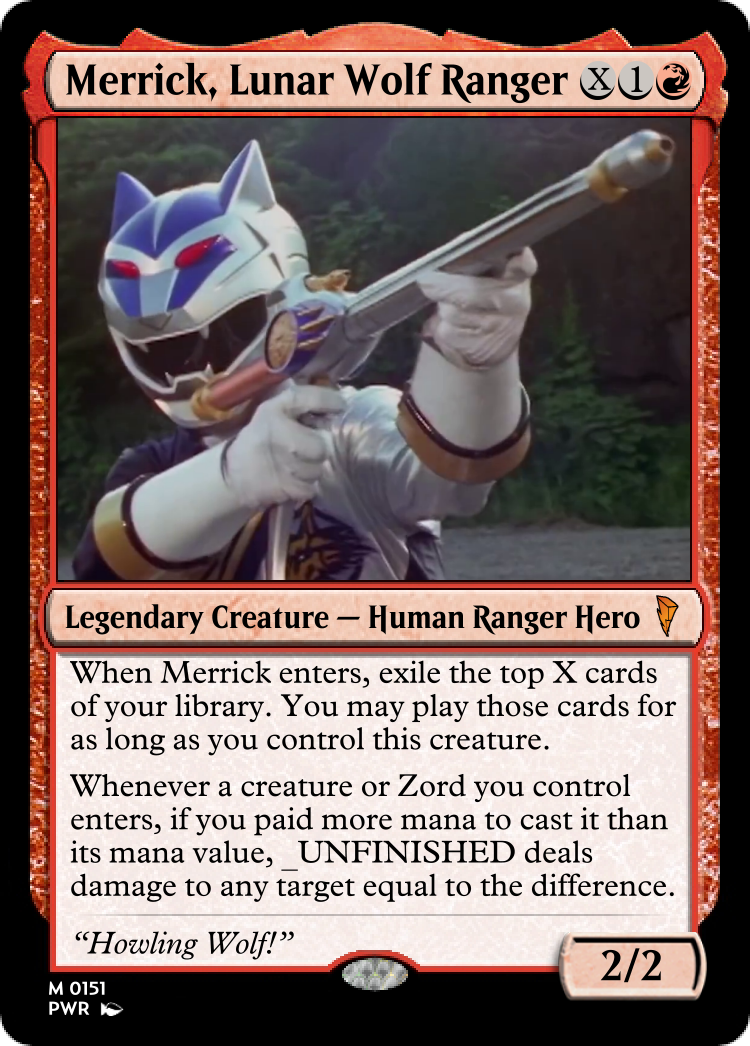 Merrick, Lunar Wolf Ranger X1
Legendary Creature — Human Ranger Hero
When Merrick enters, exile the top X cards
of your library. You may play those cards for
as long as you control this creature.
Whenever a creature or Zord you control
enters, if you paid more mana to cast it than
its mana value, _UNFINISHED deals
damage to any target equal to the difference.
“Howling Wolf!”
2/2
M 0151
PWR